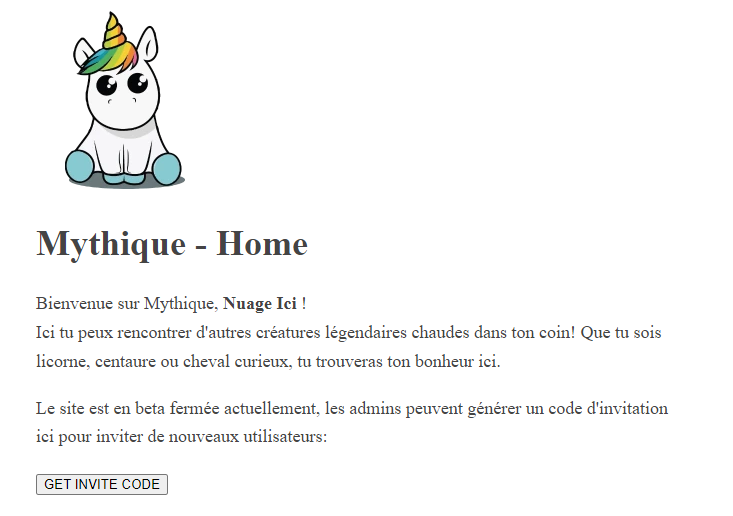 Mythique - Home
Bienvenue sur Mythique, Nuage Ici !
Ici tu peux rencontrer d'autres créatures légendaires chaudes dans ton coin! Que tu sois
licorne, centaure ou cheval curieux, tu trouveras ton bonheur ici.
Le site est en beta fermée actuellement, les admins peuvent générer un code d'invitation
ici pour inviter de nouveaux utilisateurs:
GET INVITE CODE